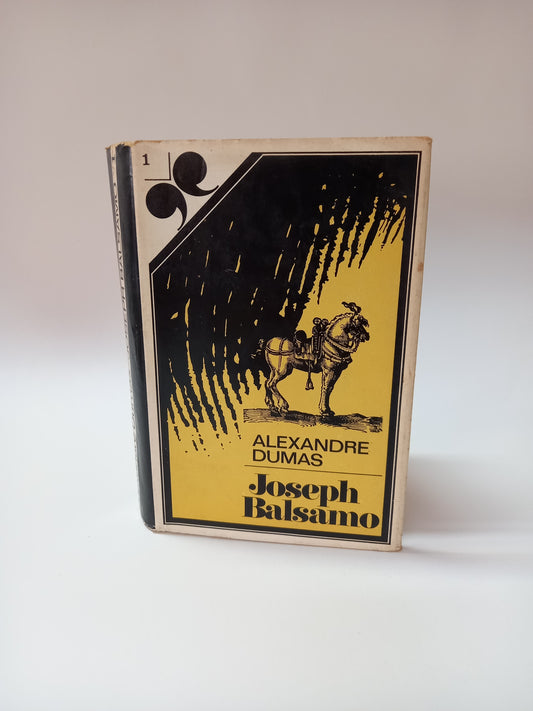 1
ALEXANDRE
DUMAS
Joseph
Balsamo